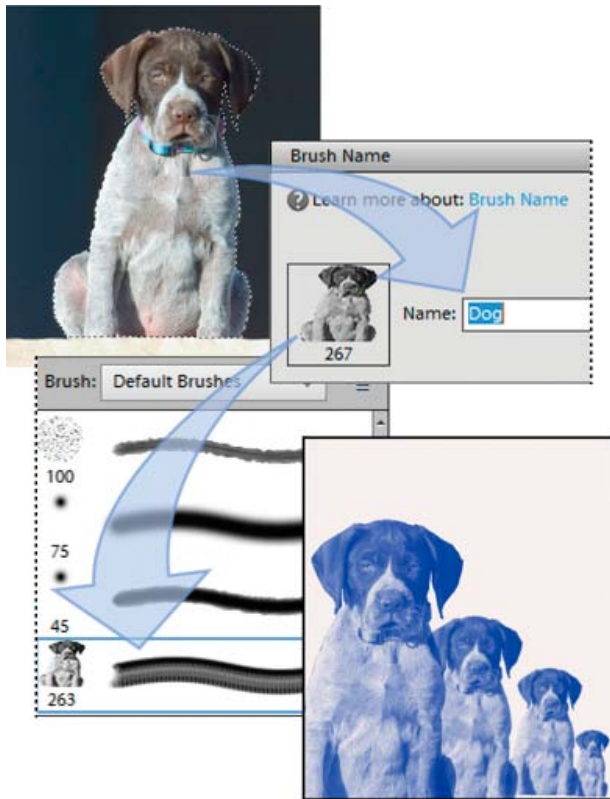 Brush Name
? Learn more about: Brush Name
Name: Dog
267
Brush: Default Brushes
100
75
45
263